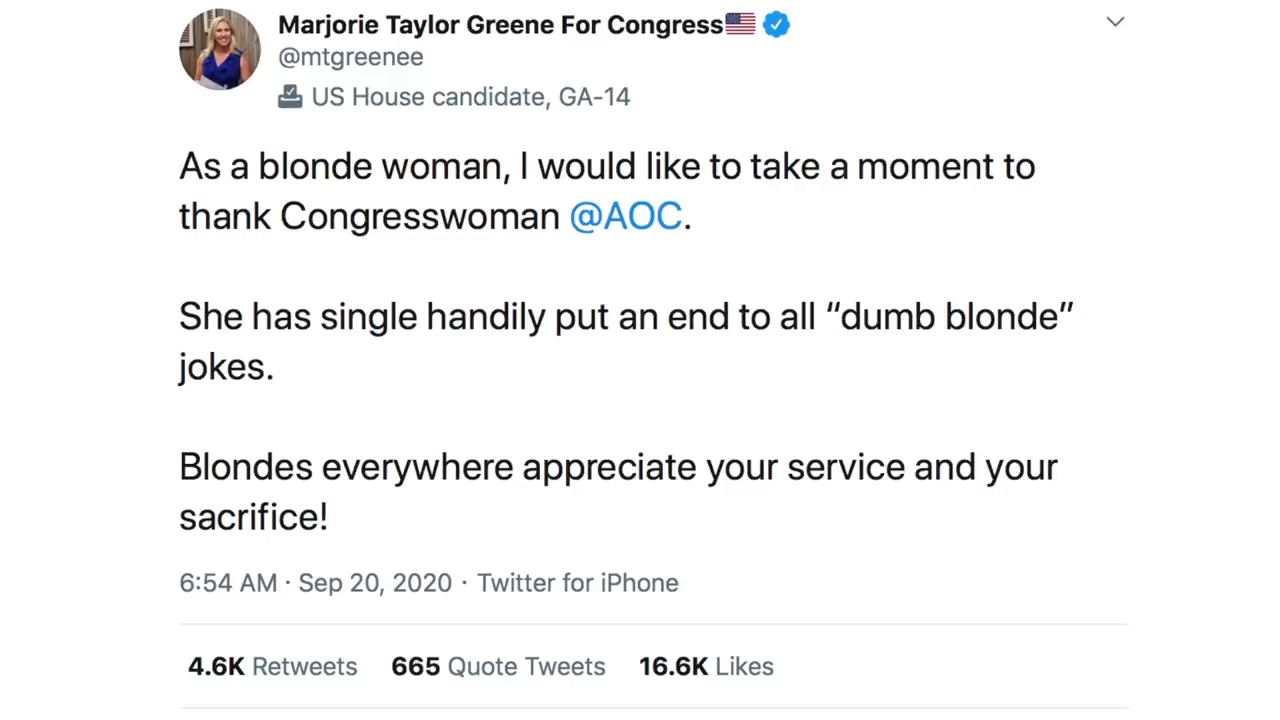 Marjorie Taylor Greene For Congress🇺🇸
@mtgreenee
US House candidate, GA-14
As a blonde woman, I would like to take a moment to
thank Congresswoman @AOC.
She has single handily put an end to all “dumb blonde”
jokes.
Blondes everywhere appreciate your service and your
sacrifice!
6:54 AM · Sep 20, 2020 · Twitter for iPhone
4.6K Retweets 665 Quote Tweets 16.6K Likes